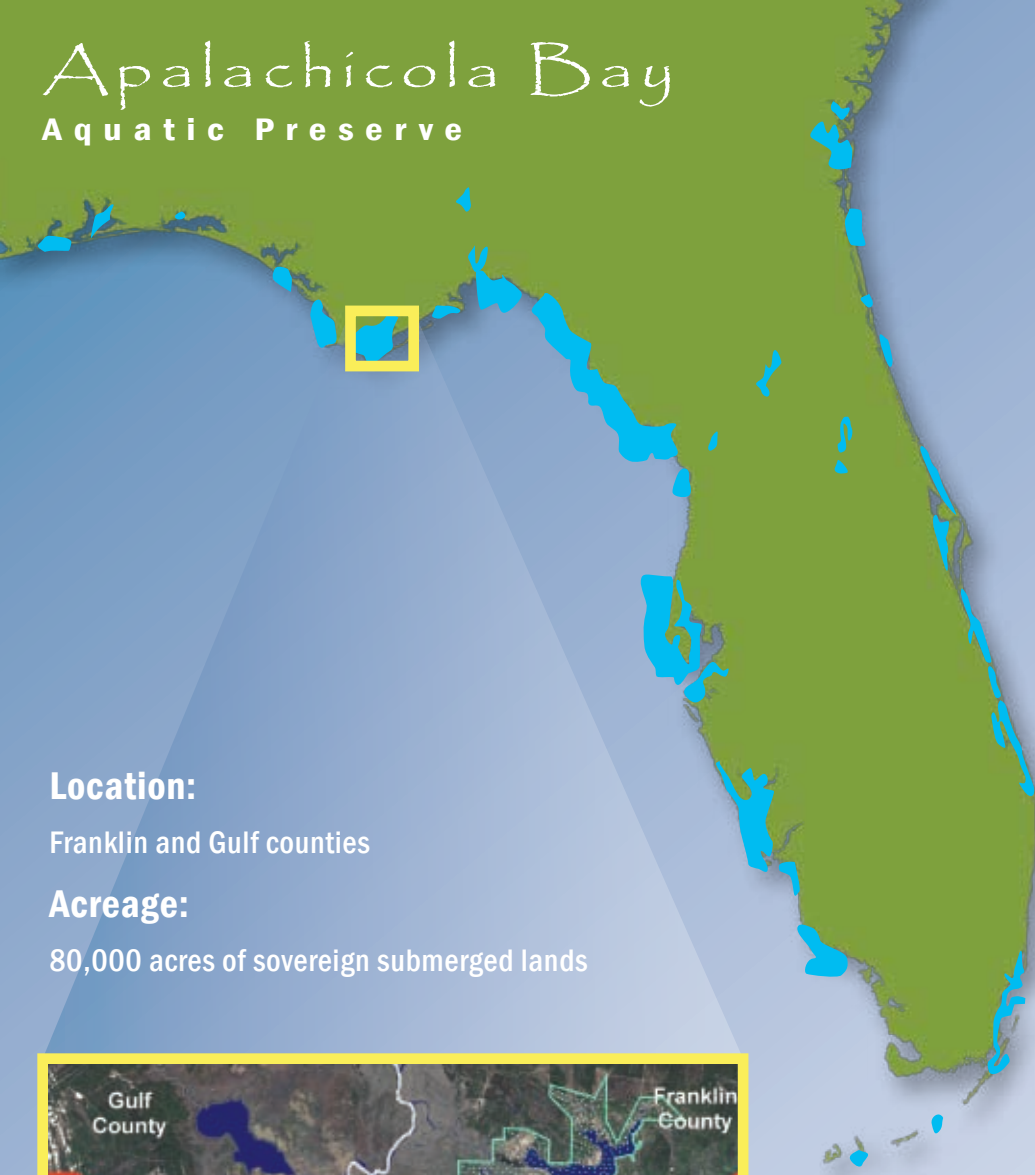 Apalachicola Bay
Aquatic Preserve
Location:
Franklin and Gulf counties
Acreage:
80,000 acres of sovereign submerged lands
Gulf
County
Franklin
County